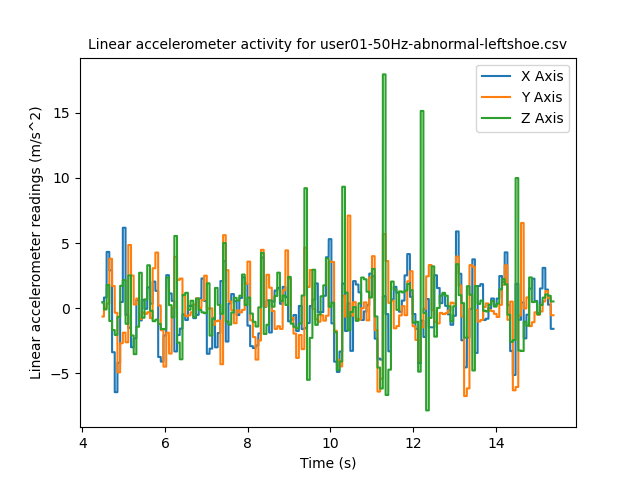 Linear accelerometer activity for user01-50Hz-abnormal-leftshoe.csv
X Axis
Y Axis
Z Axis
Linear accelerometer readings (m/s^2)
15
10
5
0
−5
4
6
8
10
12
14
Time (s)